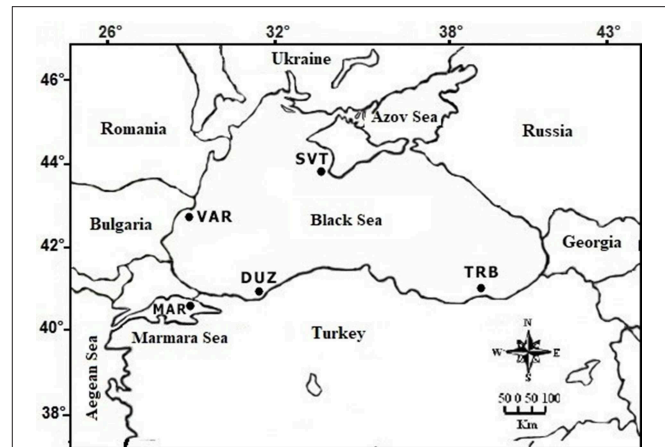 26° 32° 38° 43°
46°
Ukraine
Azov Sea
Romania
Russia
44°
SVT
VAR
Black Sea
Bulgaria
Georgia
42°
DUZ
TRB
MAR
40°
Marmara Sea
Turkey
Aegean Sea
N
W E
S
50 0 50 100
Km
38°